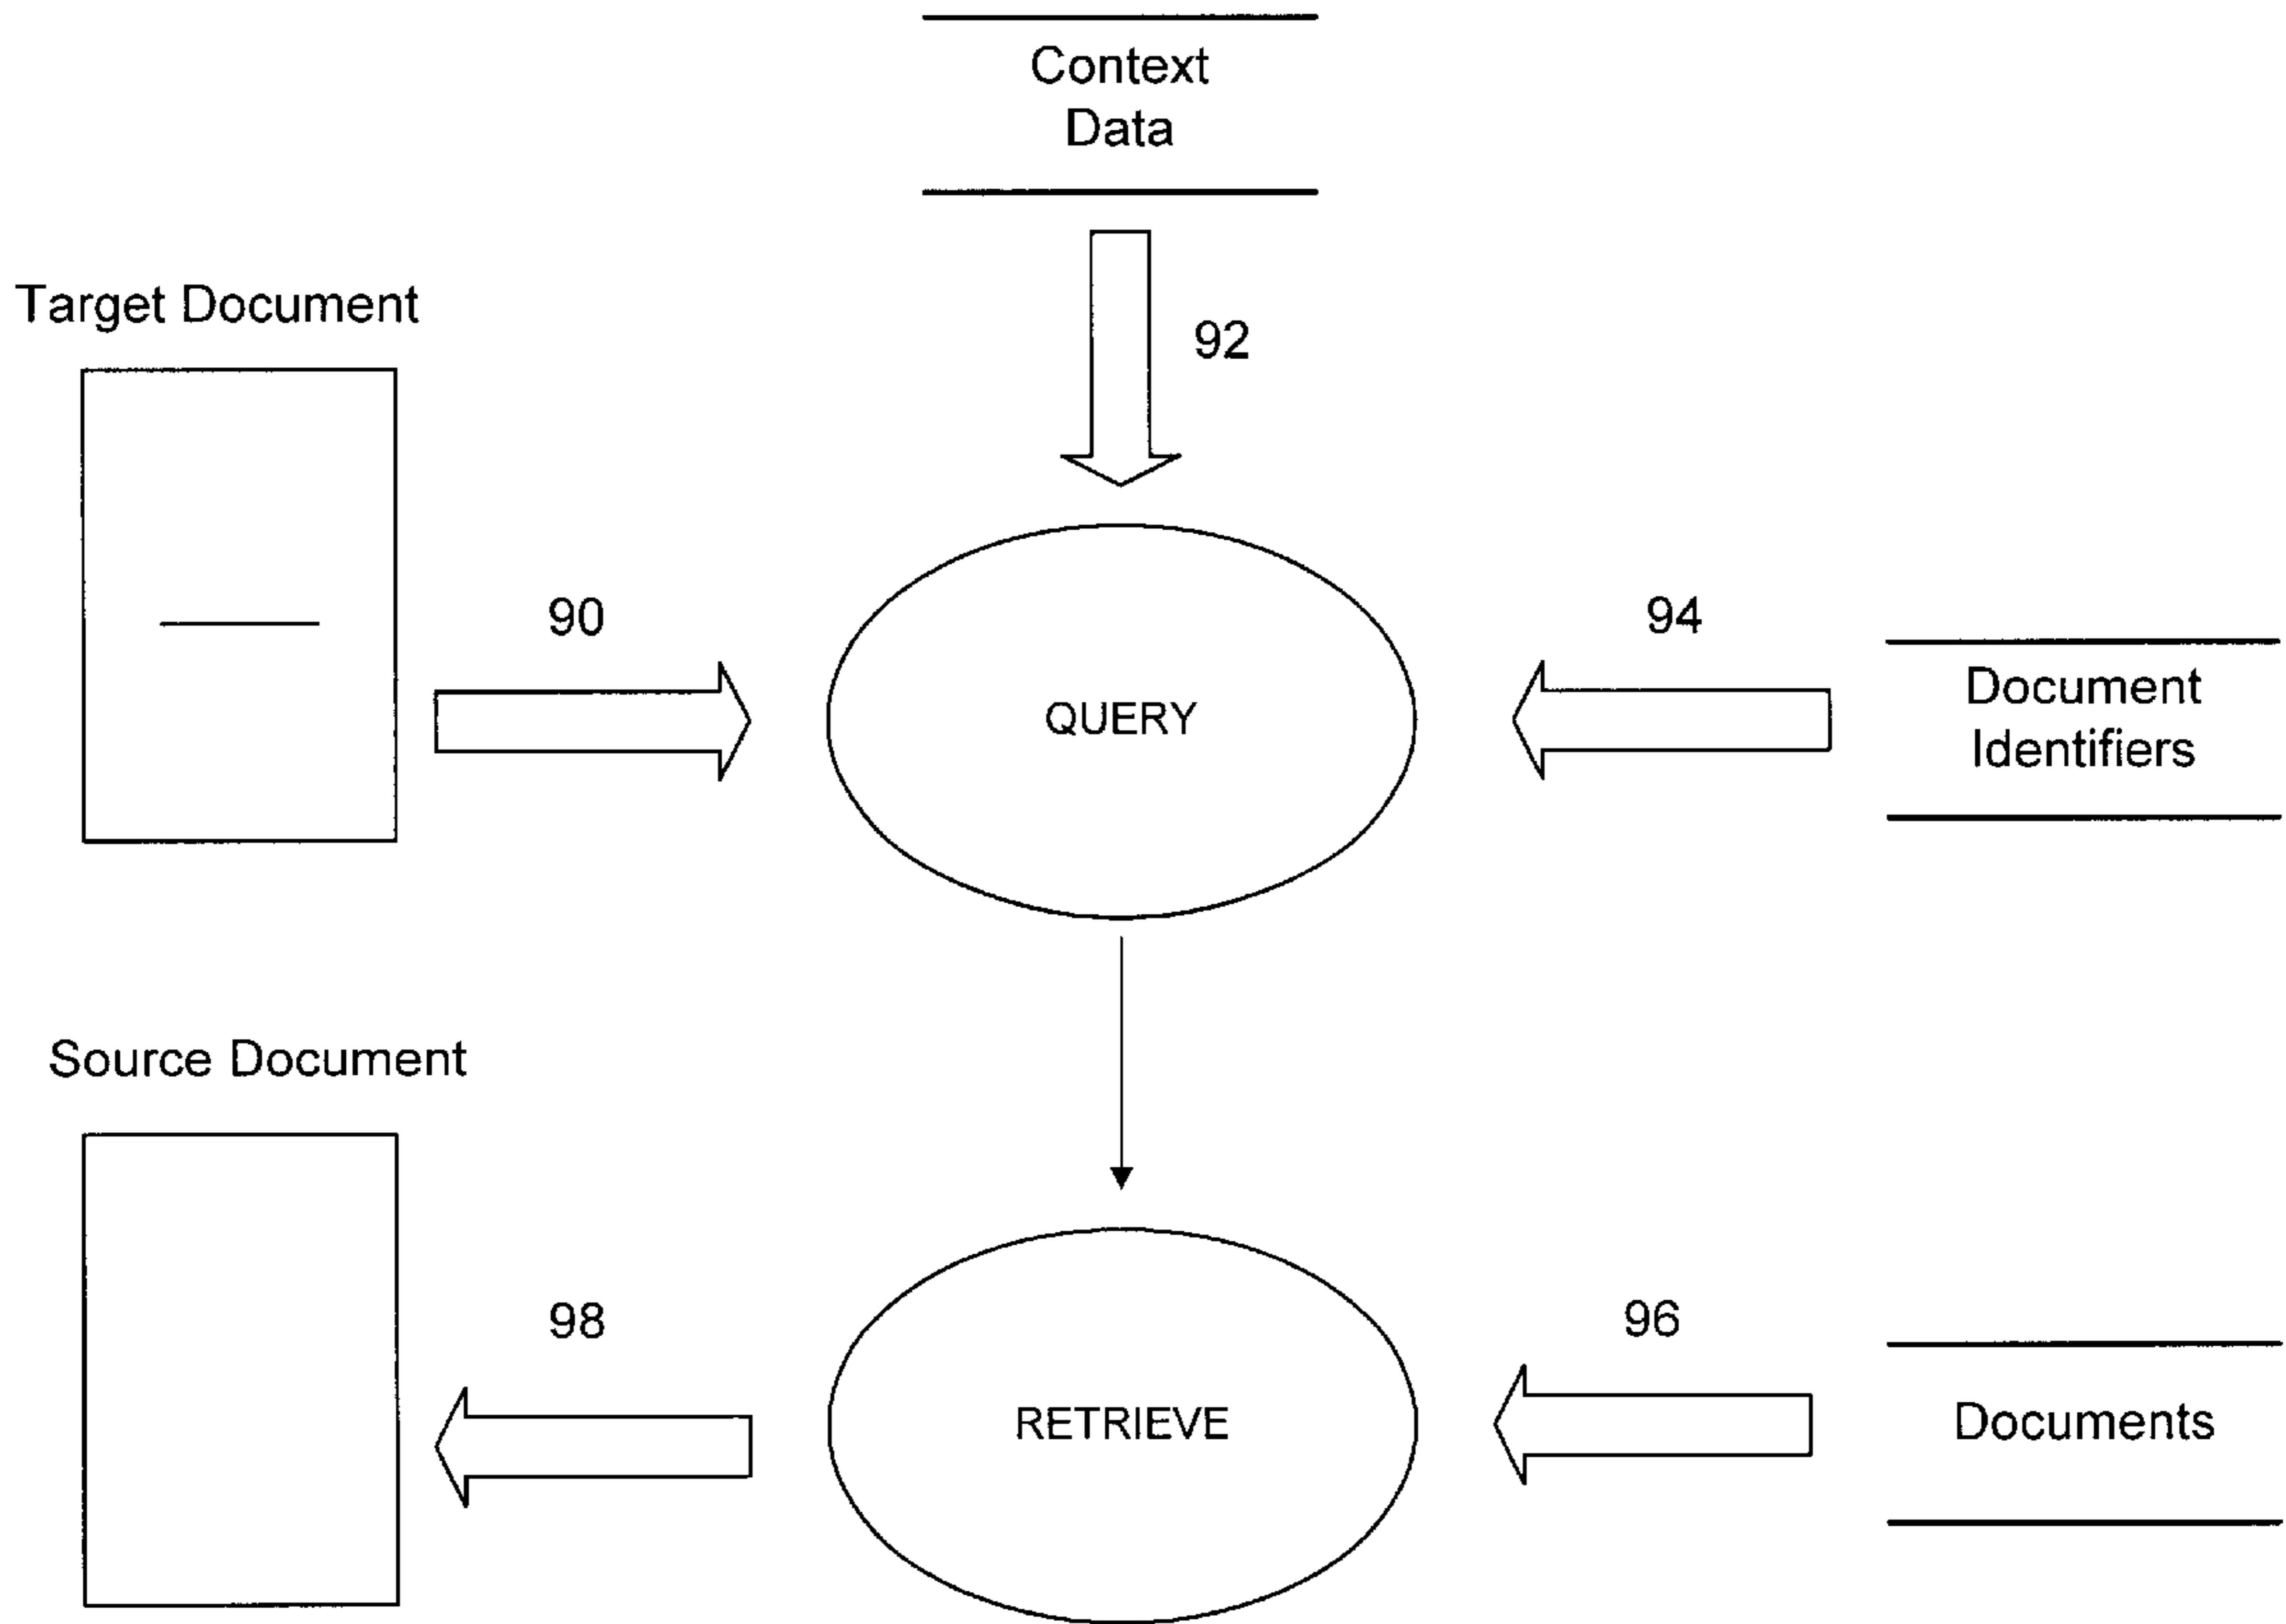 Context
Data
Target Document
92
90
94
QUERY
Document
Identifiers
Source Document
98
96
RETRIEVE
Documents